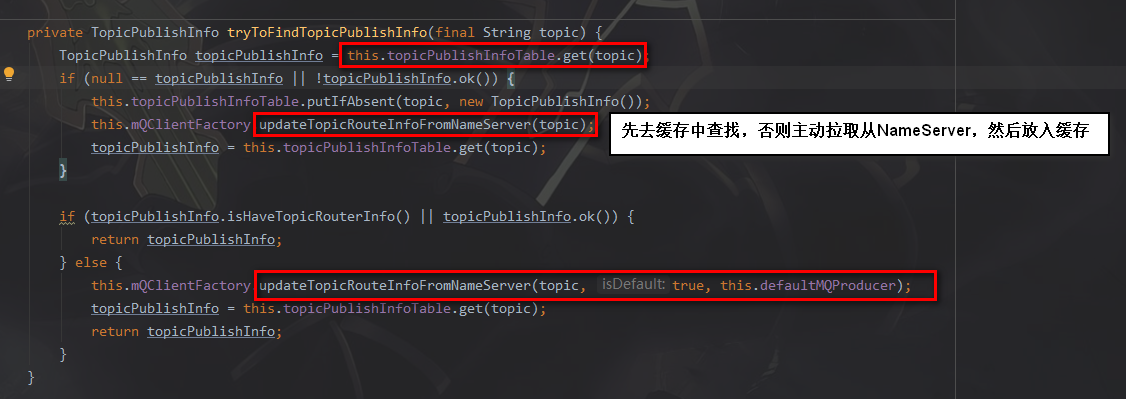 private TopicPublishInfo tryToFindTopicPublishInfo(final String topic) {
TopicPublishInfo topicPublishInfo = this.topicPublishInfoTable.get(topic)
if (null == topicPublishInfo || !topicPublishInfo.ok()) {
this.topicPublishInfoTable.putIfAbsent(topic, new TopicPublishInfo());
this.mQClientFactory updateTopicRouteInfoFromNameServer(topic);
先去缓存中查找，否则主动拉取从NameServer，然后放入缓存
topicPublishInfo = this.topicPublishInfoTable.get(topic);
}
if (topicPublishInfo.isHaveTopicRouterInfo() || topicPublishInfo.ok()) {
return topicPublishInfo;
} else {
this.mQClientFactory updateTopicRouteInfoFromNameServer(topic, isDefault: true, this.defaultMQProducer);
topicPublishInfo = this.topicPublishInfoTable.get(topic);
return topicPublishInfo;
}
}